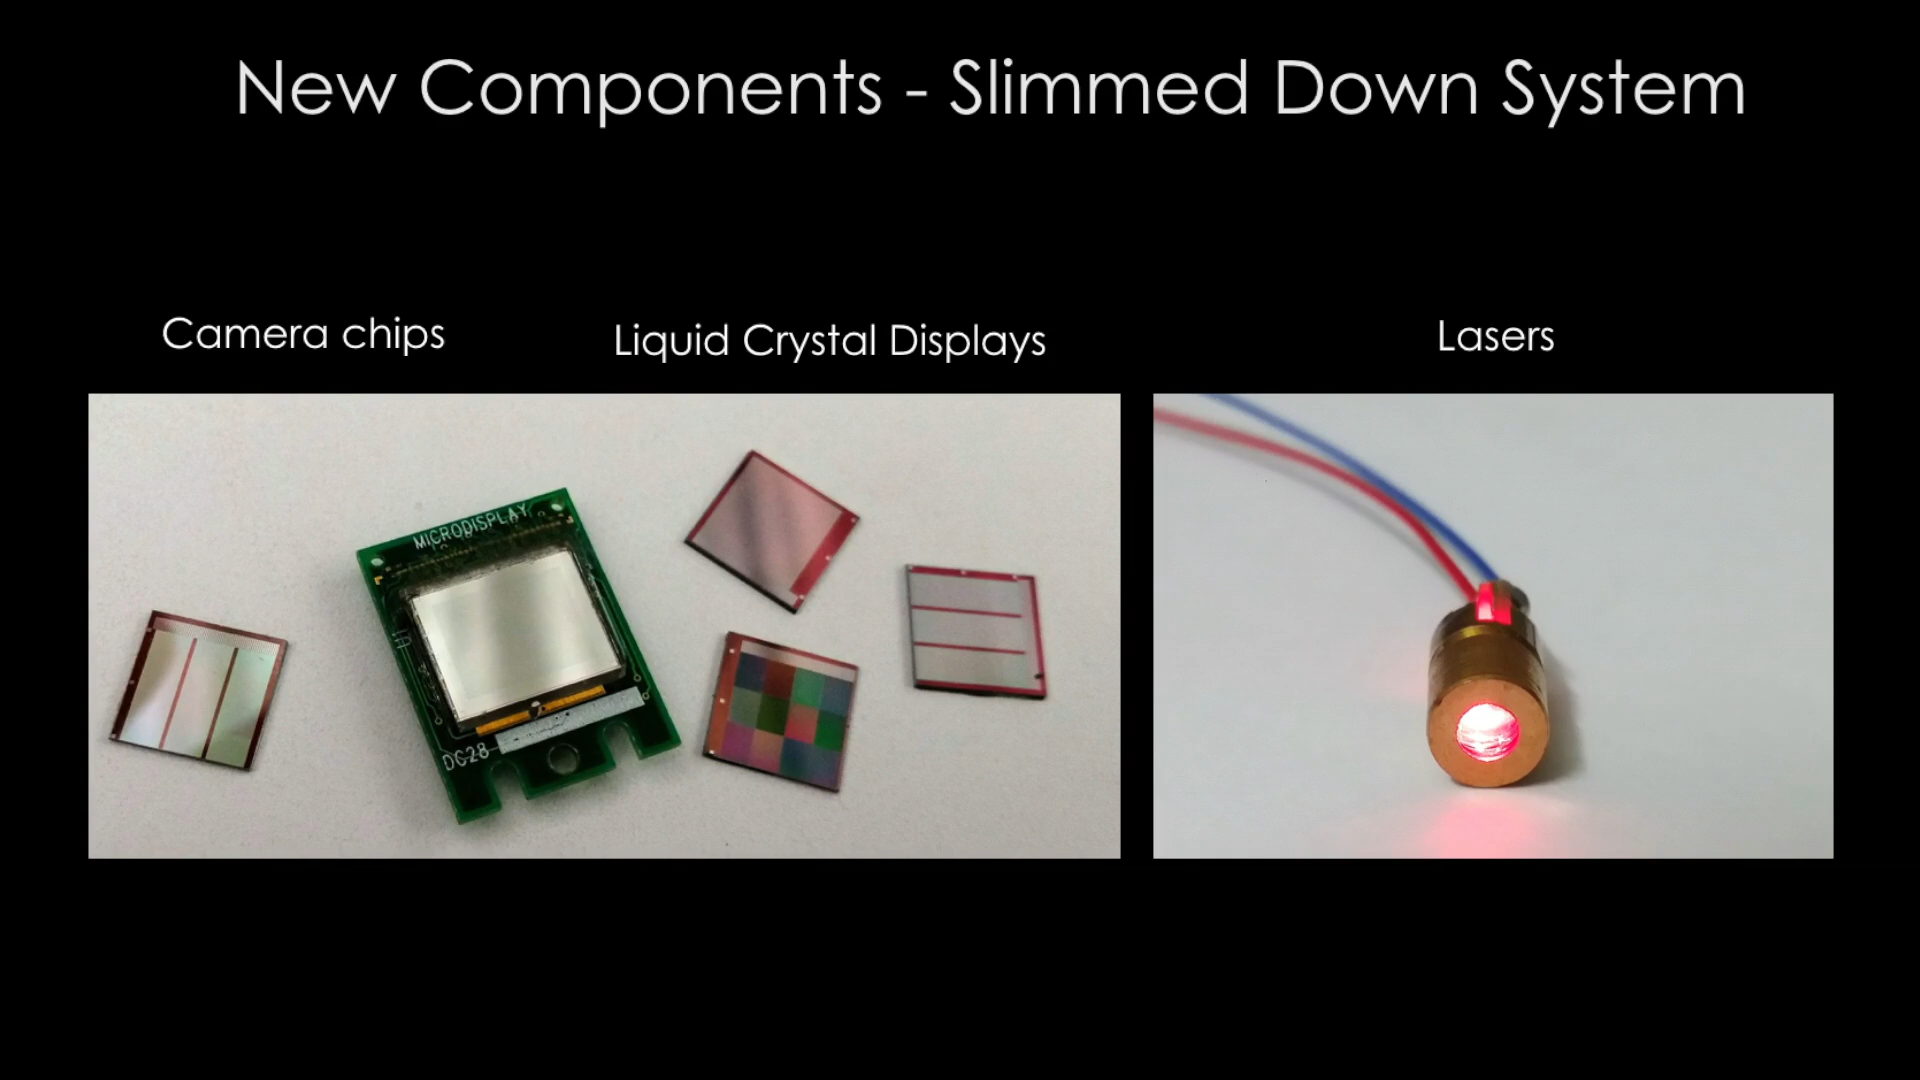 New Components - Slimmed Down System
Camera chips
Liquid Crystal Displays
Lasers
MICRODISPLAY
DC28